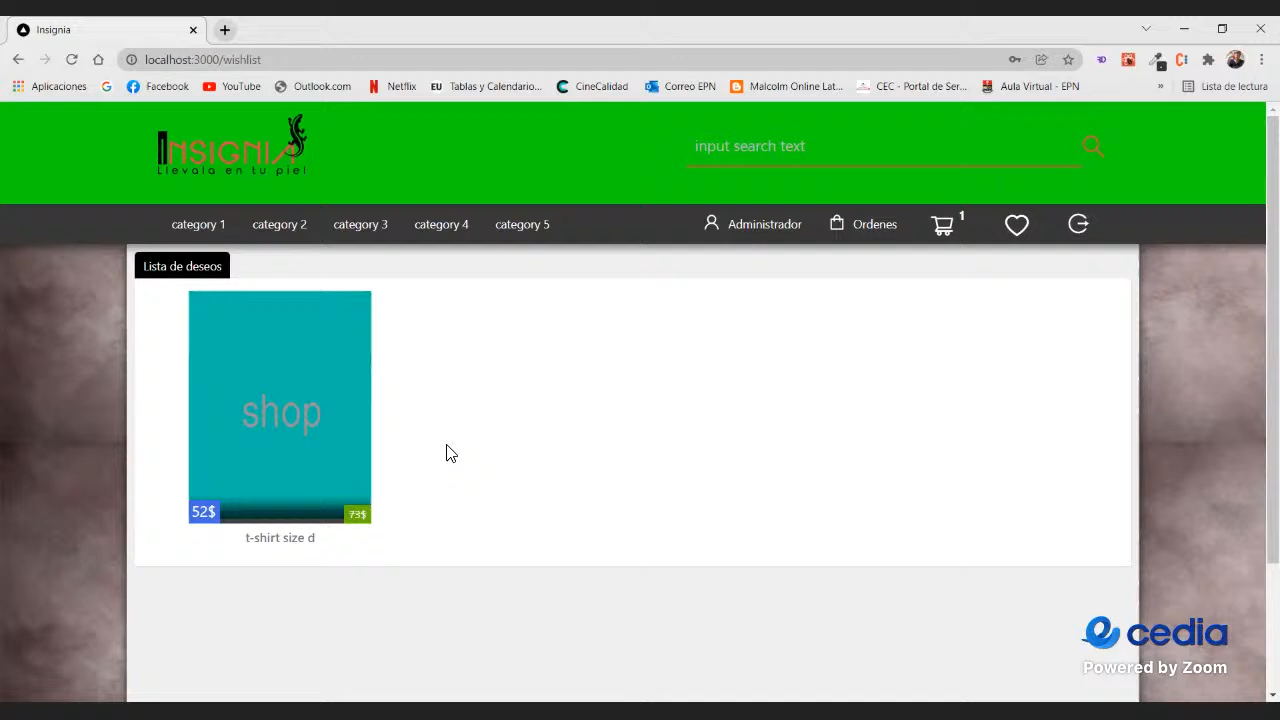 Insignia
localhost:3000/wishlist
Aplicaciones
Facebook
YouTube
Outlook.com
Netflix
EU Tablas y Calendario...
CineCalidad
Correo EPN
Malcolm Online Lat...
CEC - Portal de Ser...
Aula Virtual - EPN
»
Lista de lectura
INSIGNIA
Llevala en tu piel
input search text
category 1
category 2
category 3
category 4
category 5
Administrador
Ordenes
1
Lista de deseos
shop
52$
73$
t-shirt size d
cedia
Powered by Zoom